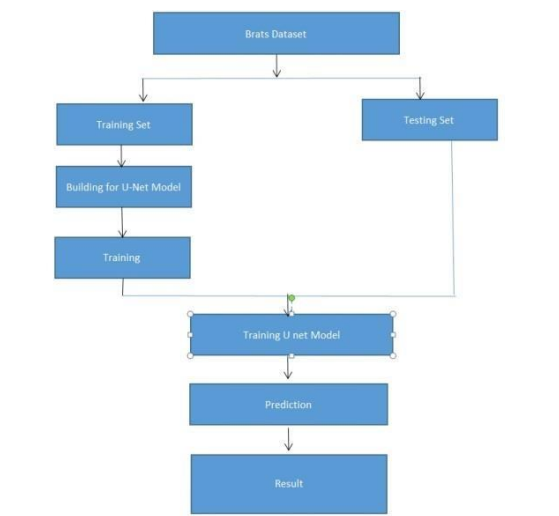 Brats Dataset
Training Set
Testing Set
Building for U-Net Model
Training
Training U net Model
Prediction
Result